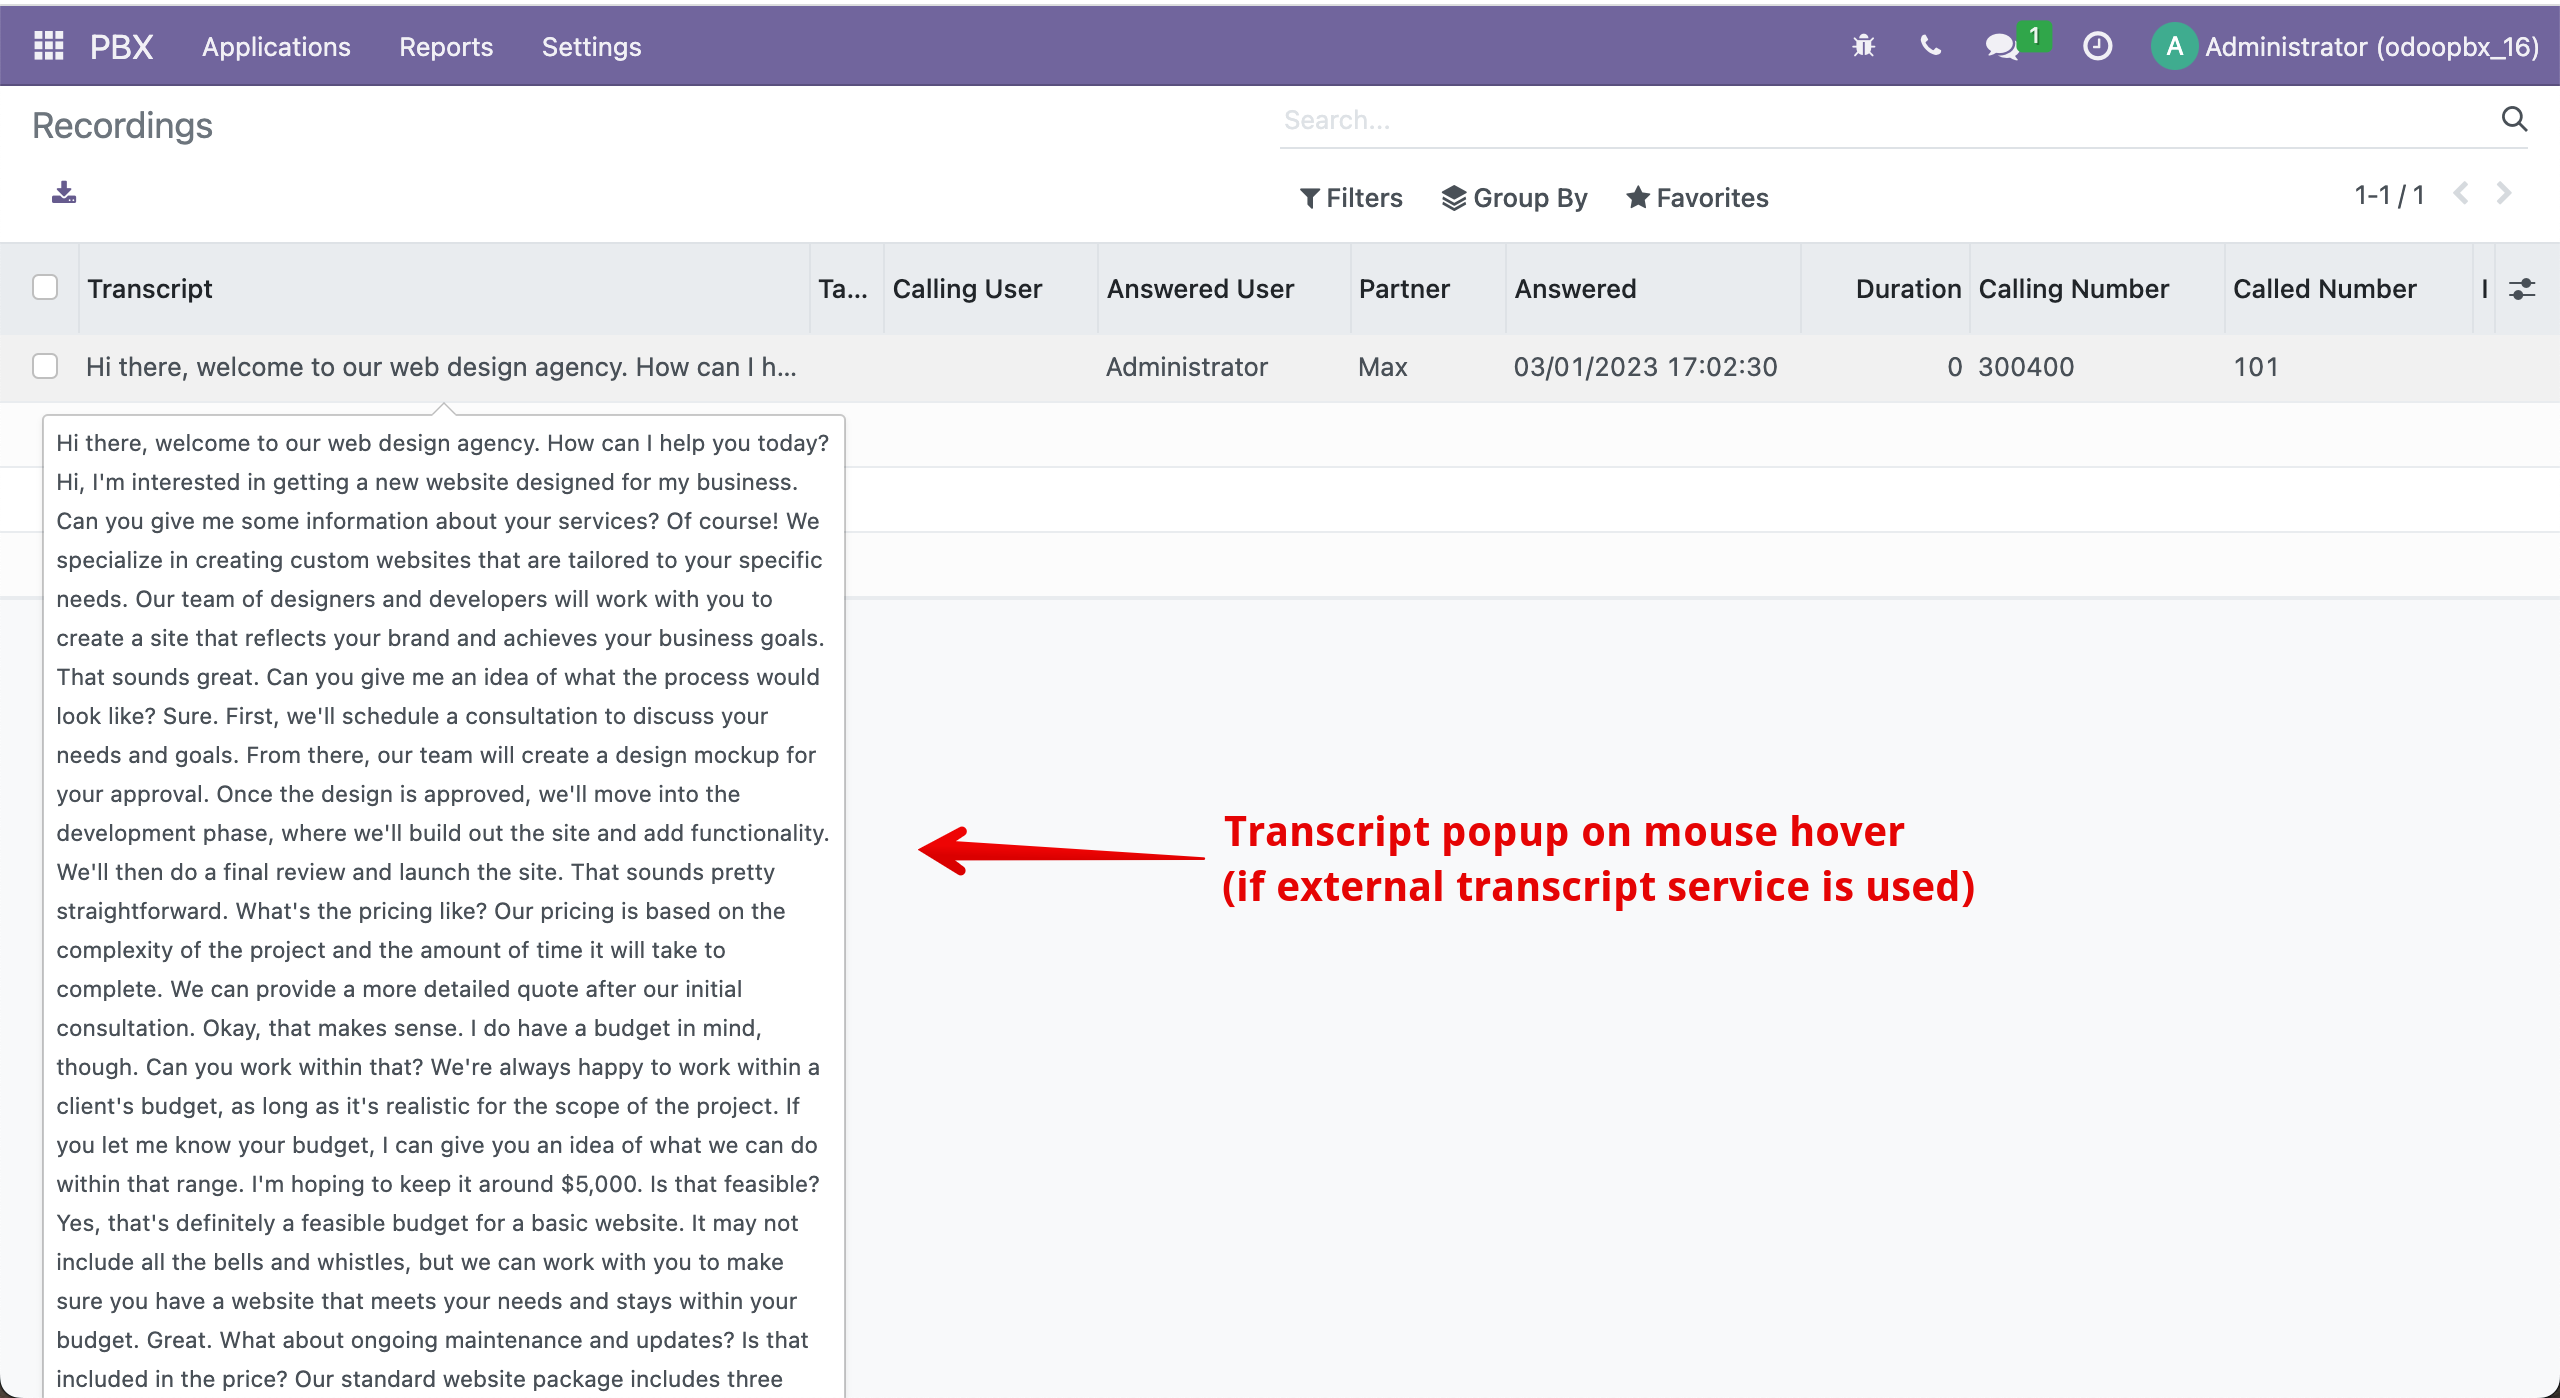 PBX Applications Reports Settings 1 A Administrator (odoopbx_16)
Recordings
Search...
Filters Group By Favorites 1-1 / 1
Transcript Ta... Calling User Answered User Partner Answered Duration Calling Number Called Number I
Hi there, welcome to our web design agency. How can I h... Administrator Max 03/01/2023 17:02:30 0 300400 101
Hi there, welcome to our web design agency. How can I help you today?
Hi, I'm interested in getting a new website designed for my business.
Can you give me some information about your services? Of course! We
specialize in creating custom websites that are tailored to your specific
needs. Our team of designers and developers will work with you to
create a site that reflects your brand and achieves your business goals.
That sounds great. Can you give me an idea of what the process would
look like? Sure. First, we'll schedule a consultation to discuss your
needs and goals. From there, our team will create a design mockup for
your approval. Once the design is approved, we'll move into the
development phase, where we'll build out the site and add functionality.
We'll then do a final review and launch the site. That sounds pretty
straightforward. What's the pricing like? Our pricing is based on the
complexity of the project and the amount of time it will take to
complete. We can provide a more detailed quote after our initial
consultation. Okay, that makes sense. I do have a budget in mind,
though. Can you work within that? We're always happy to work within a
client's budget, as long as it's realistic for the scope of the project. If
you let me know your budget, I can give you an idea of what we can do
within that range. I'm hoping to keep it around $5,000. Is that feasible?
Yes, that's definitely a feasible budget for a basic website. It may not
include all the bells and whistles, but we can work with you to make
sure you have a website that meets your needs and stays within your
budget. Great. What about ongoing maintenance and updates? Is that
included in the price? Our standard website package includes three
Transcript popup on mouse hover
(if external transcript service is used)